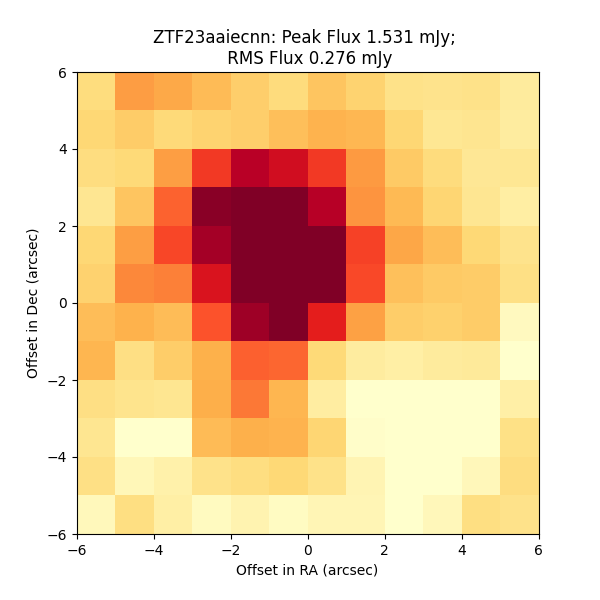 ZTF23aaiecnn: Peak Flux 1.531 mJy;
RMS Flux 0.276 mJy
6
4
2
0
−2
−4
−6
Offset in Dec (arcsec)
−6 −4 −2 0 2 4 6
Offset in RA (arcsec)